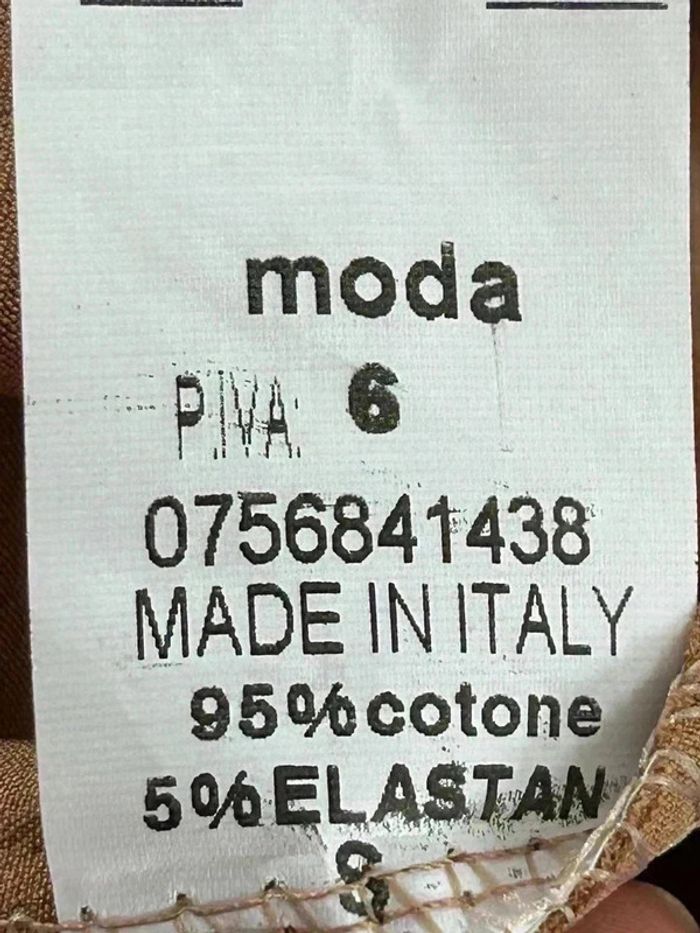 moda
P.IVA: 6
0756841438
MADE IN ITALY
95%cotone
5%ELASTAN
S